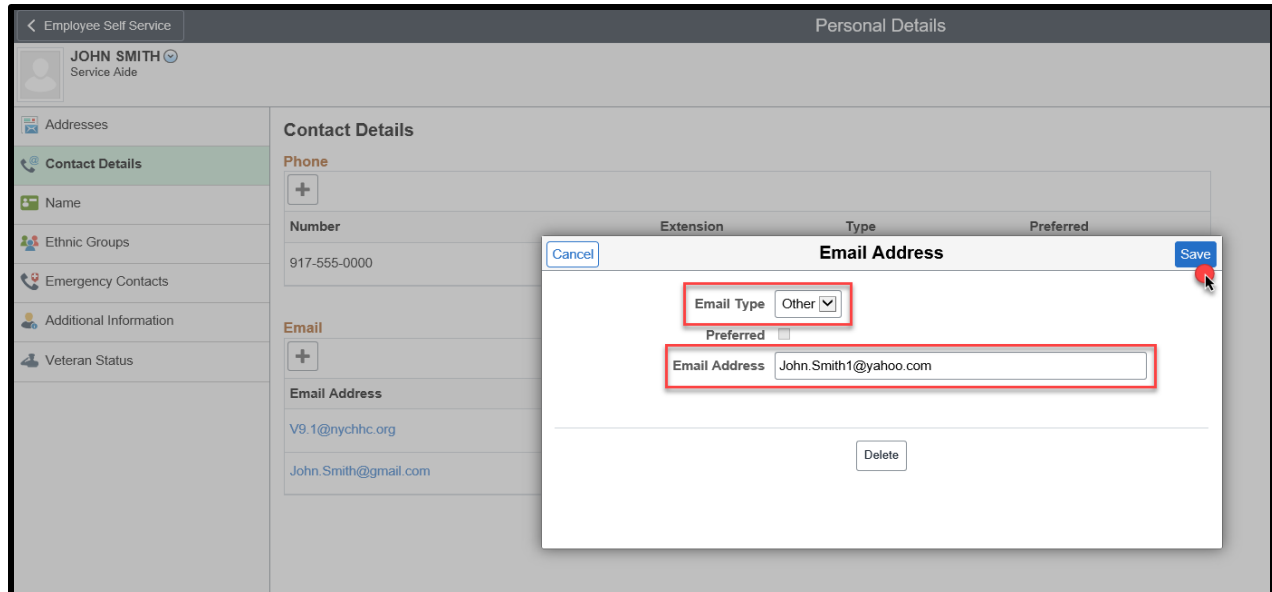 Employee Self Service
Personal Details
JOHN SMITH
Service Aide
Addresses
Contact Details
Name
Ethnic Groups
Emergency Contacts
Additional Information
Veteran Status
Contact Details
Phone
Number Extension Type Preferred
917-555-0000
Email
Email Address
V9.1@nychhc.org
John.Smith@gmail.com
Cancel Email Address Save
Email Type Other
Preferred
Email Address John.Smith1@yahoo.com
Delete